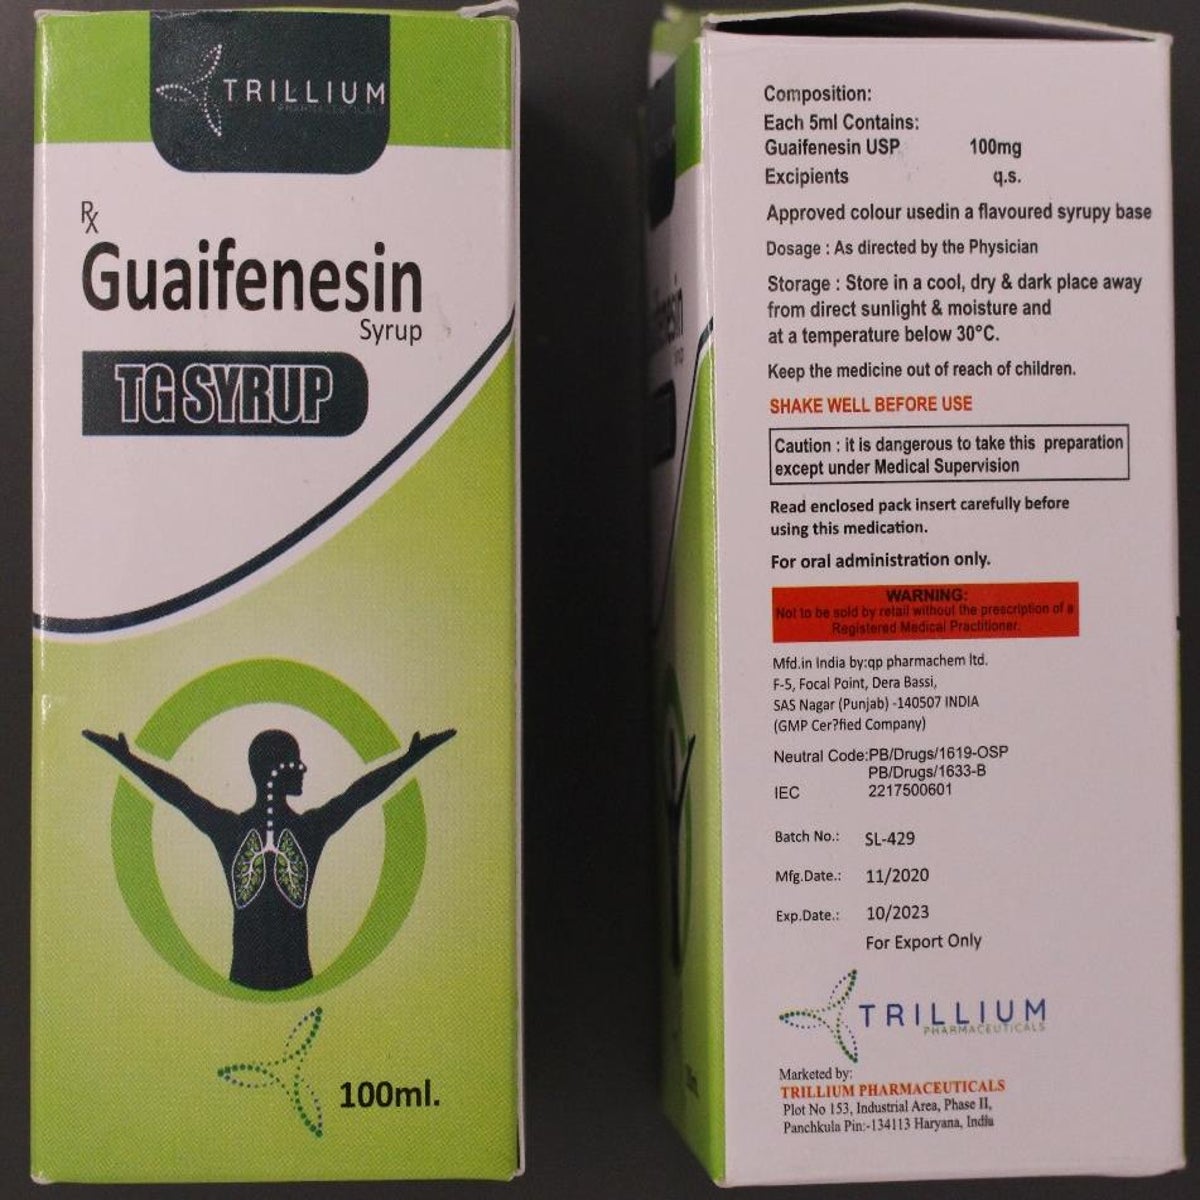 TRILLIUM
PHARMACEUTICALS
Rx
Guaifenesin
Syrup
TG SYRUP
100ml.
Composition:
Each 5ml Contains:
Guaifenesin USP 100mg
Excipients q.s.
Approved colour usedin a flavoured syrupy base
Dosage : As directed by the Physician
Storage : Store in a cool, dry & dark place away
from direct sunlight & moisture and
at a temperature below 30°C.
Keep the medicine out of reach of children.
SHAKE WELL BEFORE USE
Caution : it is dangerous to take this preparation
except under Medical Supervision
Read enclosed pack insert carefully before
using this medication.
For oral administration only.
WARNING:
Not to be sold by retail without the prescription of a
Registered Medical Practitioner.
Mfd.in India by:qp pharmachem ltd.
F-5, Focal Point, Dera Bassi,
SAS Nagar (Punjab) -140507 INDIA
(GMP Cer?fied Company)
Neutral Code:PB/Drugs/1619-OSP
PB/Drugs/1633-B
IEC 2217500601
Batch No.: SL-429
Mfg.Date.: 11/2020
Exp.Date.: 10/2023
For Export Only
TRILLIUM
PHARMACEUTICALS
Marketed by:
TRILLIUM PHARMACEUTICALS
Plot No 153, Industrial Area, Phase II,
Panchkula Pin:-134113 Haryana, India